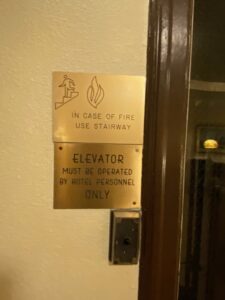 IN CASE OF FIRE
USE STAIRWAY
ELEVATOR
MUST BE OPERATED
BY HOTEL PERSONNEL
ONLY